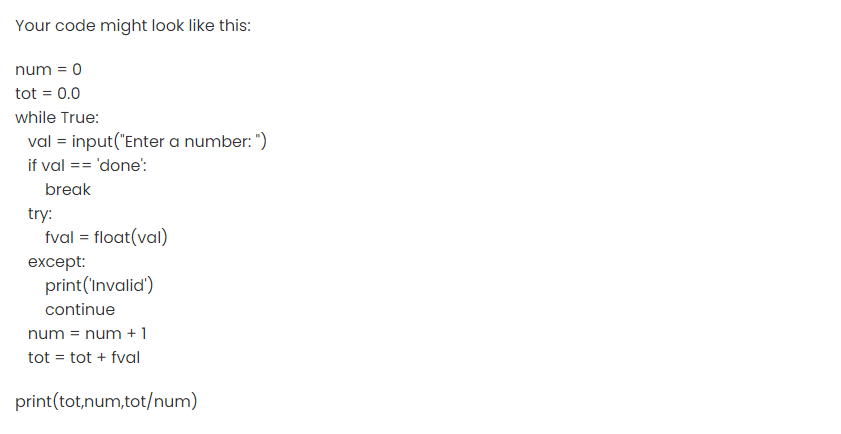 Your code might look like this:
num = 0
tot = 0.0
while True:
val = input("Enter a number: ")
if val == 'done':
break
try:
fval = float(val)
except:
print('Invalid')
continue
num = num + 1
tot = tot + fval
print(tot,num,tot/num)